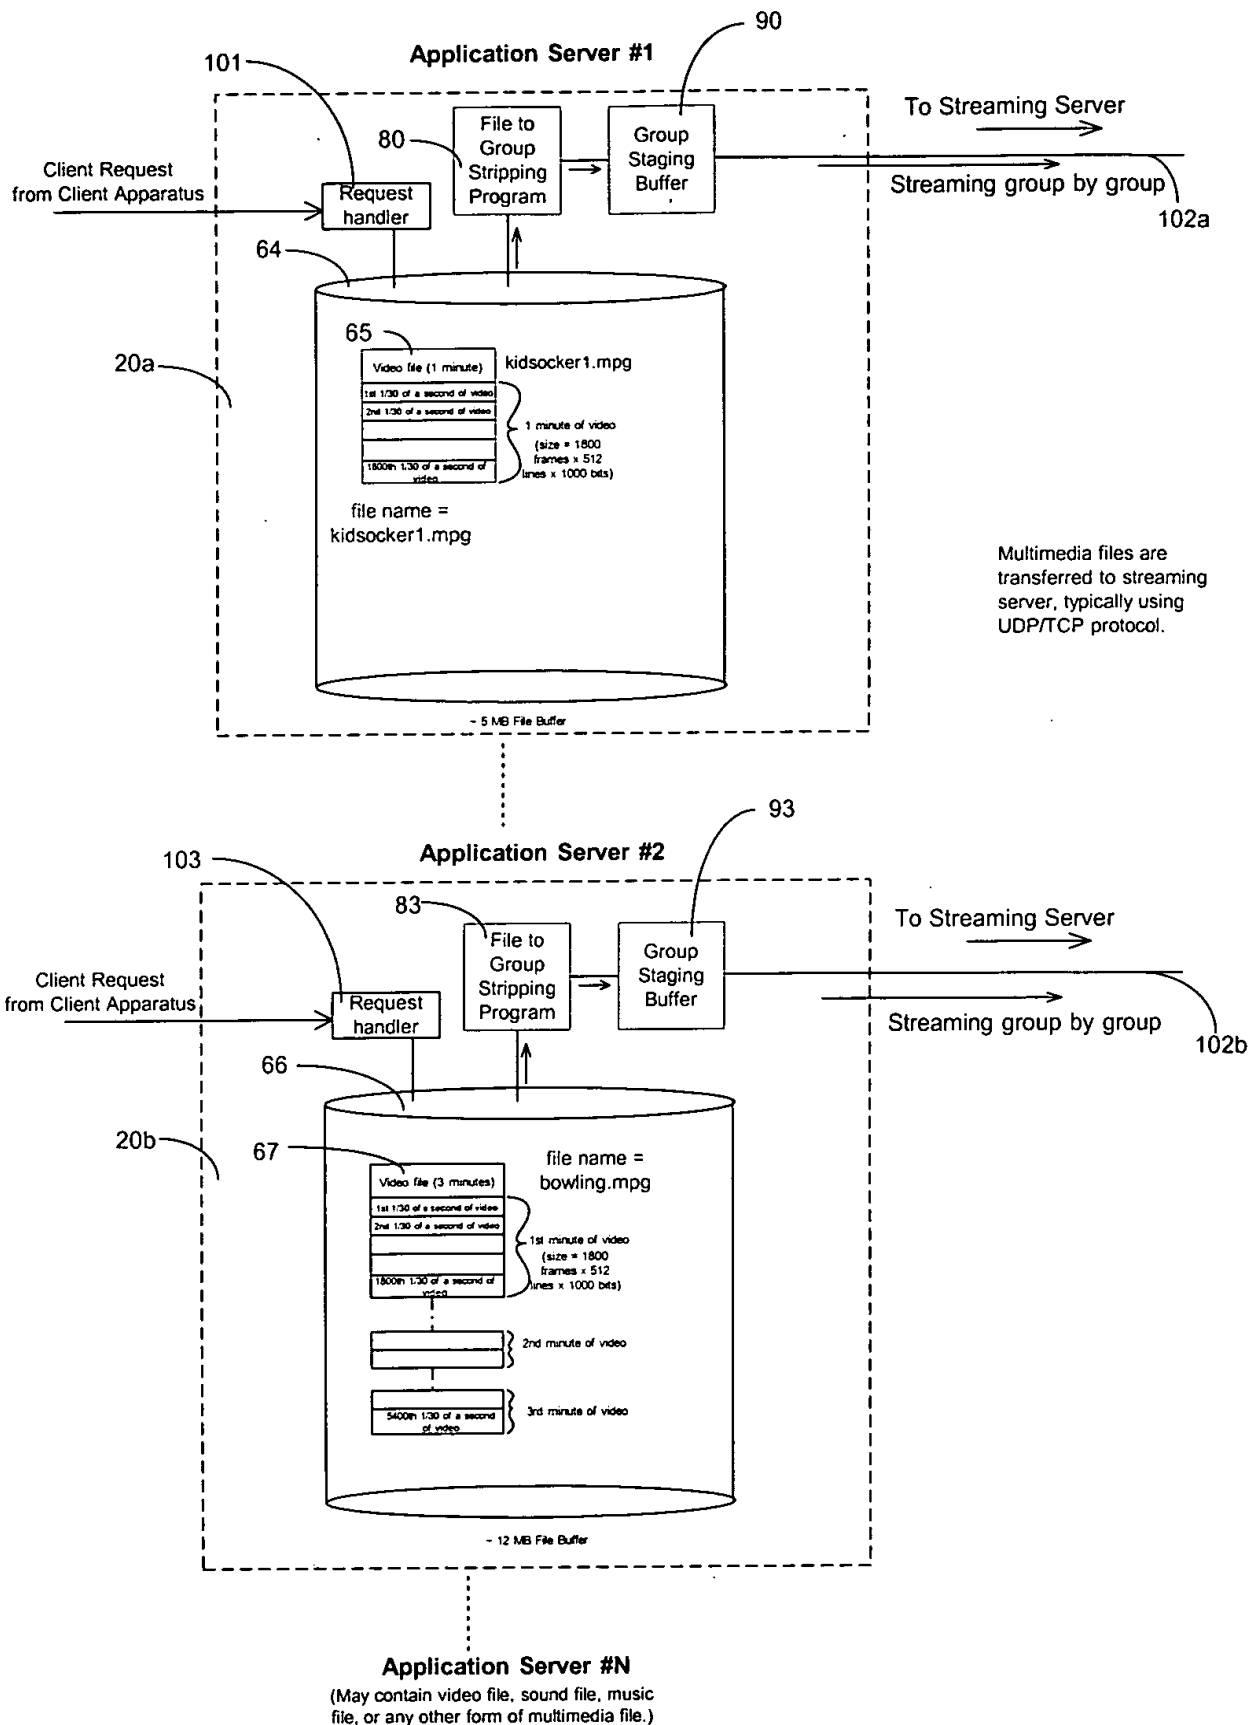 90
Application Server #1
101
To Streaming Server
80
File to
Group
Stripping
Program
Group
Staging
Buffer
Client Request
from Client Apparatus
Request
handler
Streaming group by group
102a
64
65
Video file (1 minute)
kidsocker1.mpg
20a
1st 1/30 of a second of video
2nd 1/30 of a second of video
1 minute of video
(size = 1800
frames x 512
lines x 1000 bits)
1800th 1/30 of a second of
video
file name =
kidsocker1.mpg
Multimedia files are
transferred to streaming
server, typically using
UDP/TCP protocol.
~ 5 MB File Buffer
93
Application Server #2
103
83
To Streaming Server
File to
Group
Stripping
Program
Group
Staging
Buffer
Client Request
from Client Apparatus
Request
handler
Streaming group by group
102b
66
20b
67
file name =
bowling.mpg
Video file (3 minutes)
1st 1/30 of a second of video
2nd 1/30 of a second of video
1st minute of video
(size = 1800
frames x 512
lines x 1000 bits)
1800th 1/30 of a second of
video
2nd minute of video
3rd minute of video
5400th 1/30 of a second
of video
~ 12 MB File Buffer
Application Server #N
(May contain video file, sound file, music
file, or any other form of multimedia file.)